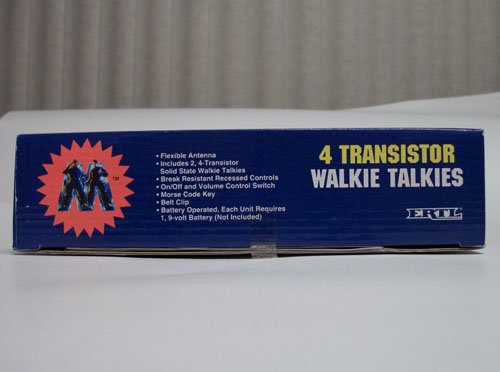 M
™
• Flexible Antenna
• Includes 2, 4-Transistor
Solid State Walkie Talkies
• Break Resistant Recessed Controls
• On/Off and Volume Control Switch
• Morse Code Key
• Belt Clip
• Battery Operated, Each Unit Requires
1, 9-volt Battery (Not Included)
4 TRANSISTOR
WALKIE TALKIES
ERTL